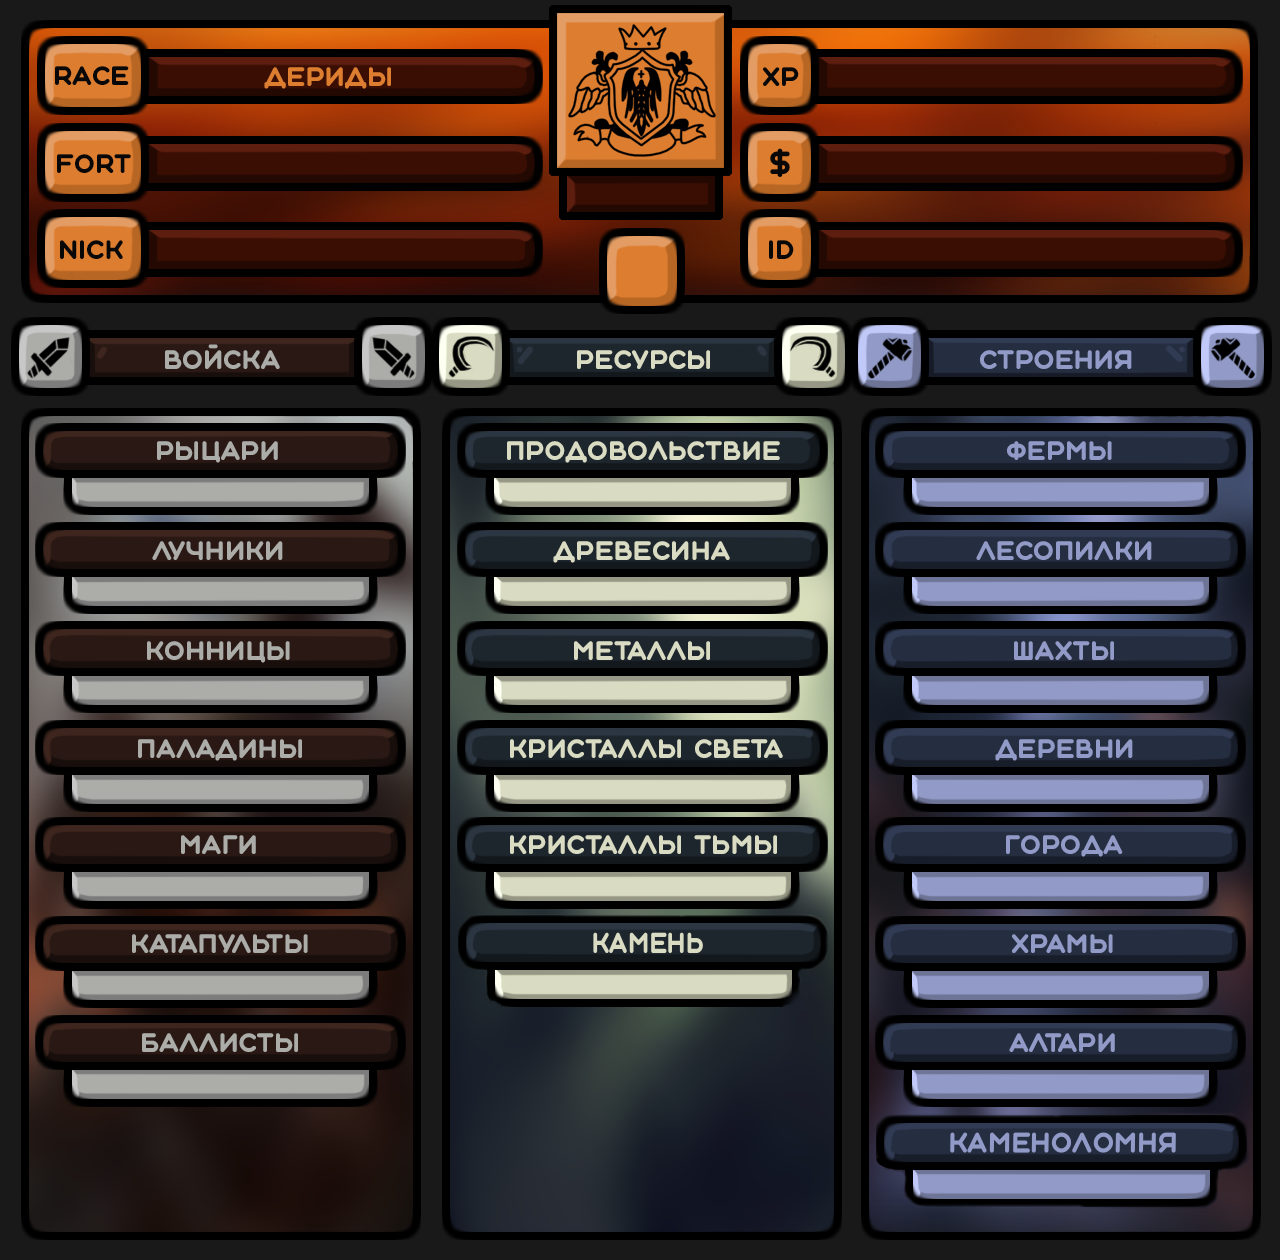 RACE ДЕРИДЫ
FORT
NICK
XP
$
ID
ВОЙСКА
РЫЦАРИ
ЛУЧНИКИ
КОННИЦЫ
ПАЛАДИНЫ
МАГИ
КАТАПУЛЬТЫ
БАЛЛИСТЫ
РЕСУРСЫ
ПРОДОВОЛЬСТВИЕ
ДРЕВЕСИНА
МЕТАЛЛЫ
КРИСТАЛЛЫ СВЕТА
КРИСТАЛЛЫ ТЬМЫ
КАМЕНЬ
СТРОЕНИЯ
ФЕРМЫ
ЛЕСОПИЛКИ
ШАХТЫ
ДЕРЕВНИ
ГОРОДА
ХРАМЫ
АЛТАРИ
КАМЕНОЛОМНЯ